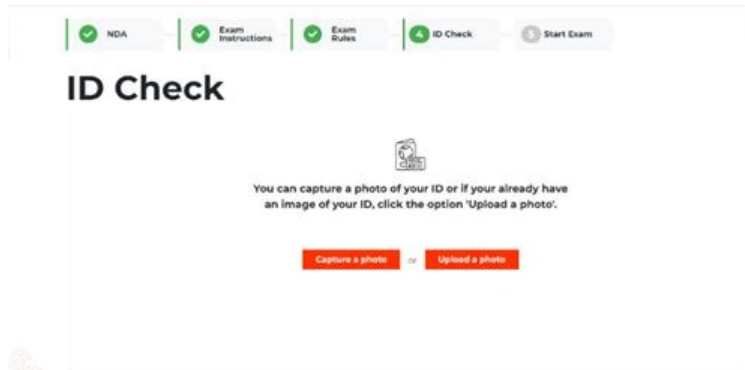 NDA
Exam
Instructions
Exam
Rules
4 ID Check
5 Start Exam
ID Check
You can capture a photo of your ID or if your already have
an image of your ID, click the option 'Upload a photo'.
Capture a photo or Upload a photo